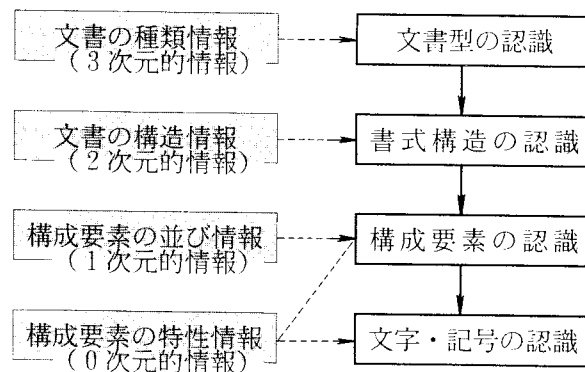 文書の種類情報
(3次元的情報)
文書型の認識
文書の構造情報
(2次元的情報)
書式構造の認識
構成要素の並び情報
(1次元的情報)
構成要素の認識
構成要素の特性情報
(0次元的情報)
文字・記号の認識